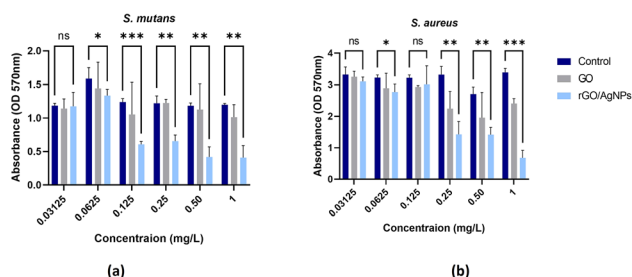 S. mutans
ns * *** ** ** **
Absorbance (OD 570nm)
2.0
1.5
1.0
0.5
0.0
0.03125 0.0625 0.125 0.25 0.50 1
Concentraion (mg/L)
(a)
S. aureus
ns * ns ** ** ***
Absorbance (OD 570nm)
4
3
2
1
0
0.03125 0.0625 0.125 0.25 0.50 1
Concentraion (mg/L)
(b)
Control
GO
rGO/AgNPs